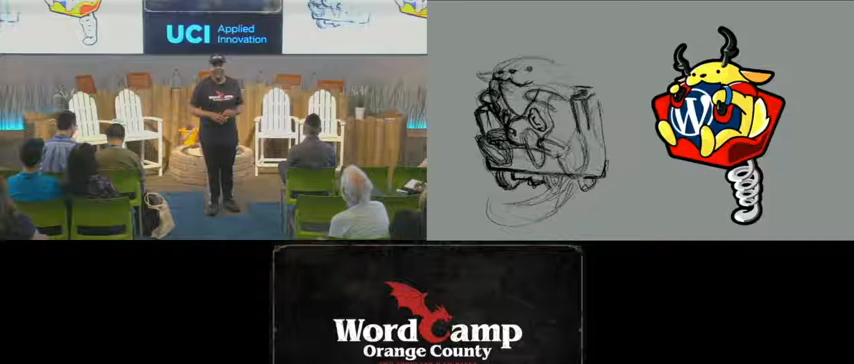 UCI Applied
Innovation
W
WordCamp
Orange County